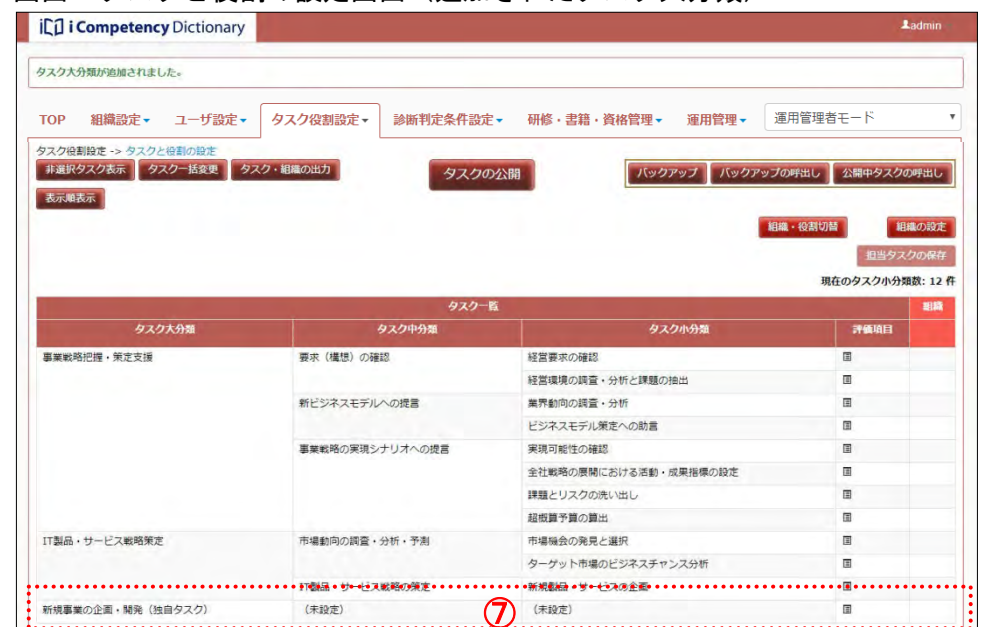 iCD i Competency Dictionary
admin
タスク大分類が追加されました。
TOP 組織設定 ユーザ設定 タスク役割設定 診断判定条件設定 研修・書籍・資格管理 運用管理 運用管理者モード
タスク役割設定 -> タスクと役割の設定
非選択タスク表示 タスク一括変更 タスク・組織の出力 タスクの公開 バックアップ バックアップの呼出し 公開中タスクの呼出し
表示順表示
組織・役割切替 組織の設定
担当タスクの保存
現在のタスク小分類数: 12 件
タスク一覧 組織
タスク大分類 タスク中分類 タスク小分類 評価項目
事業戦略把握・策定支援 要求（構想）の確認 経営要求の確認
経営環境の調査・分析と課題の抽出
新ビジネスモデルへの提言 業界動向の調査・分析
ビジネスモデル策定への助言
事業戦略の実現シナリオへの提言 実現可能性の確認
全社戦略の展開における活動・成果指標の設定
課題とリスクの洗い出し
超概算予算の算出
IT製品・サービス戦略策定 市場動向の調査・分析・予測 市場機会の発見と選択
ターゲット市場のビジネスチャンス分析
IT製品・サービス戦略の策定 新規製品・サービスの企画
新規事業の企画・開発（独自タスク） （未設定） （未設定）
⑦